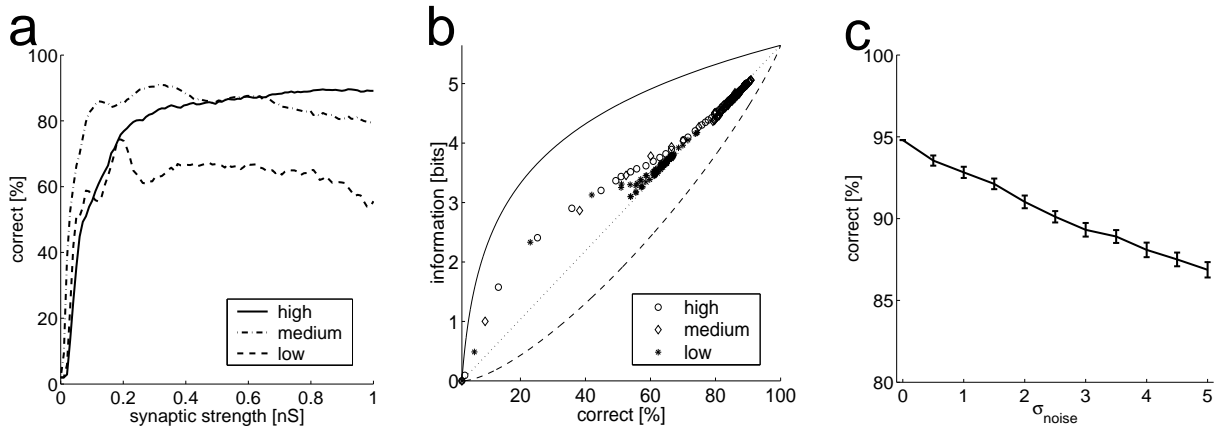 a
100
80
60
40
20
0
correct [%]
0 0.2 0.4 0.6 0.8 1
synaptic strength [nS]
high
medium
low
b
5
4
3
2
1
0
information [bits]
20 40 60 80 100
correct [%]
high
medium
low
c
100
95
90
85
80
correct [%]
0 1 2 3 4 5
σnoise